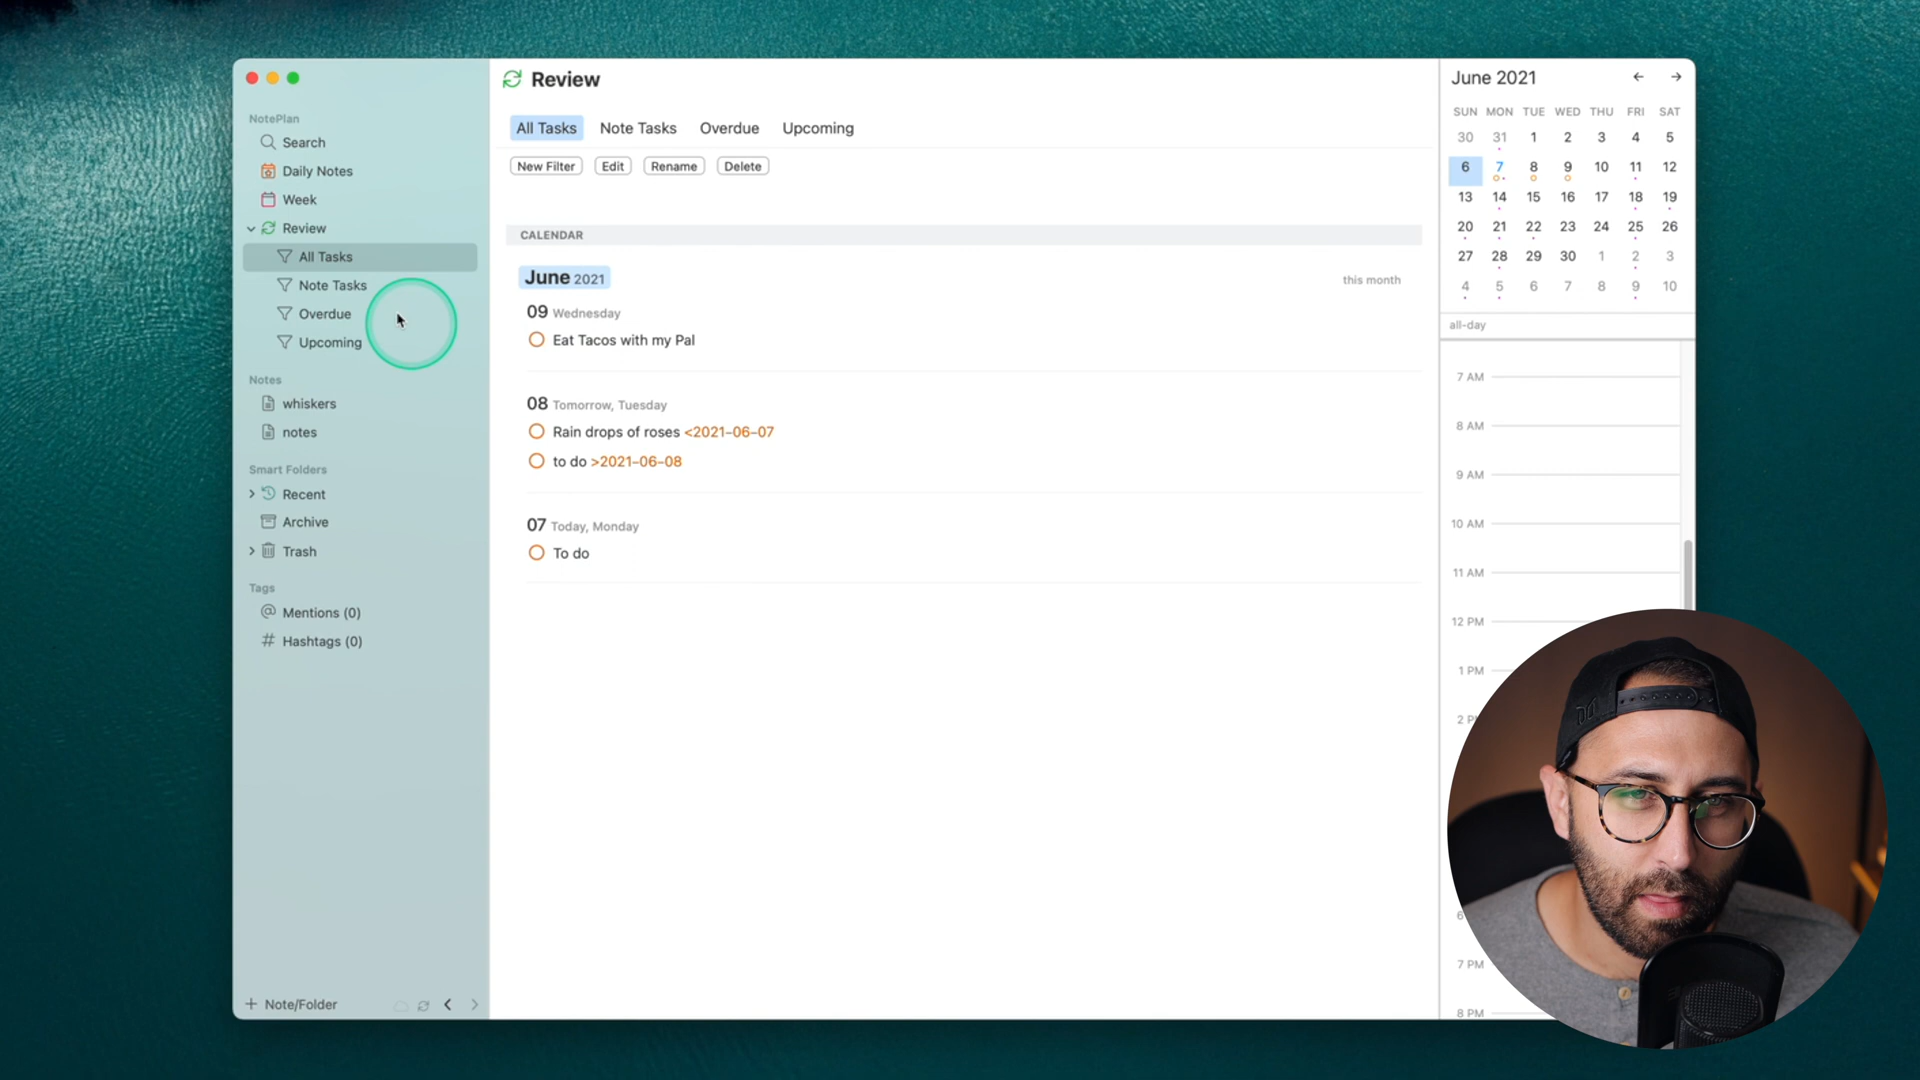 NotePlan
Search
Daily Notes
Week
Review
All Tasks
Note Tasks
Overdue
Upcoming
Notes
whiskers
notes
Smart Folders
Recent
Archive
Trash
Tags
@ Mentions (0)
# Hashtags (0)
+ Note/Folder
Review
All Tasks Note Tasks Overdue Upcoming
New Filter Edit Rename Delete
CALENDAR
June 2021 this month
09 Wednesday
Eat Tacos with my Pal
08 Tomorrow, Tuesday
Rain drops of roses <2021-06-07
to do >2021-06-08
07 Today, Monday
To do
June 2021
SUN MON TUE WED THU FRI SAT
30 31 1 2 3 4 5
6 7 8 9 10 11 12
13 14 15 16 17 18 19
20 21 22 23 24 25 26
27 28 29 30 1 2 3
4 5 6 7 8 9 10
all-day
7 AM
8 AM
9 AM
10 AM
11 AM
12 PM
1 PM
2 P
6
7 PM
8 PM